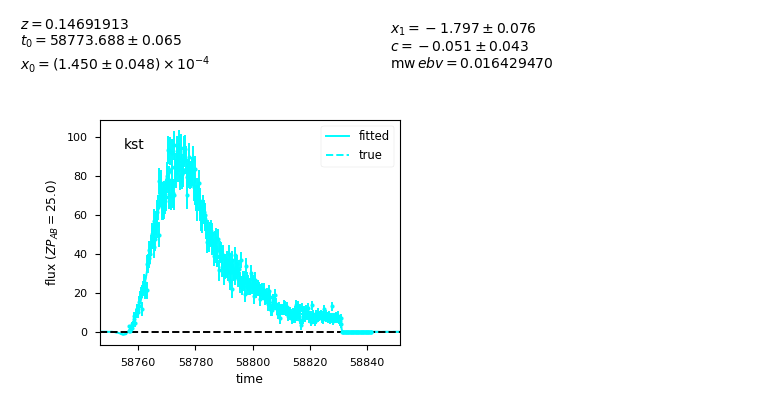 z = 0.14691913
t₀ = 58773.688 ± 0.065
x₀ = (1.450 ± 0.048) × 10⁻⁴
x₁ = −1.797 ± 0.076
c = −0.051 ± 0.043
mw ebv = 0.016429470
kst
fitted
true
100
80
60
40
20
0
flux (ZP_AB = 25.0)
58760 58780 58800 58820 58840
time